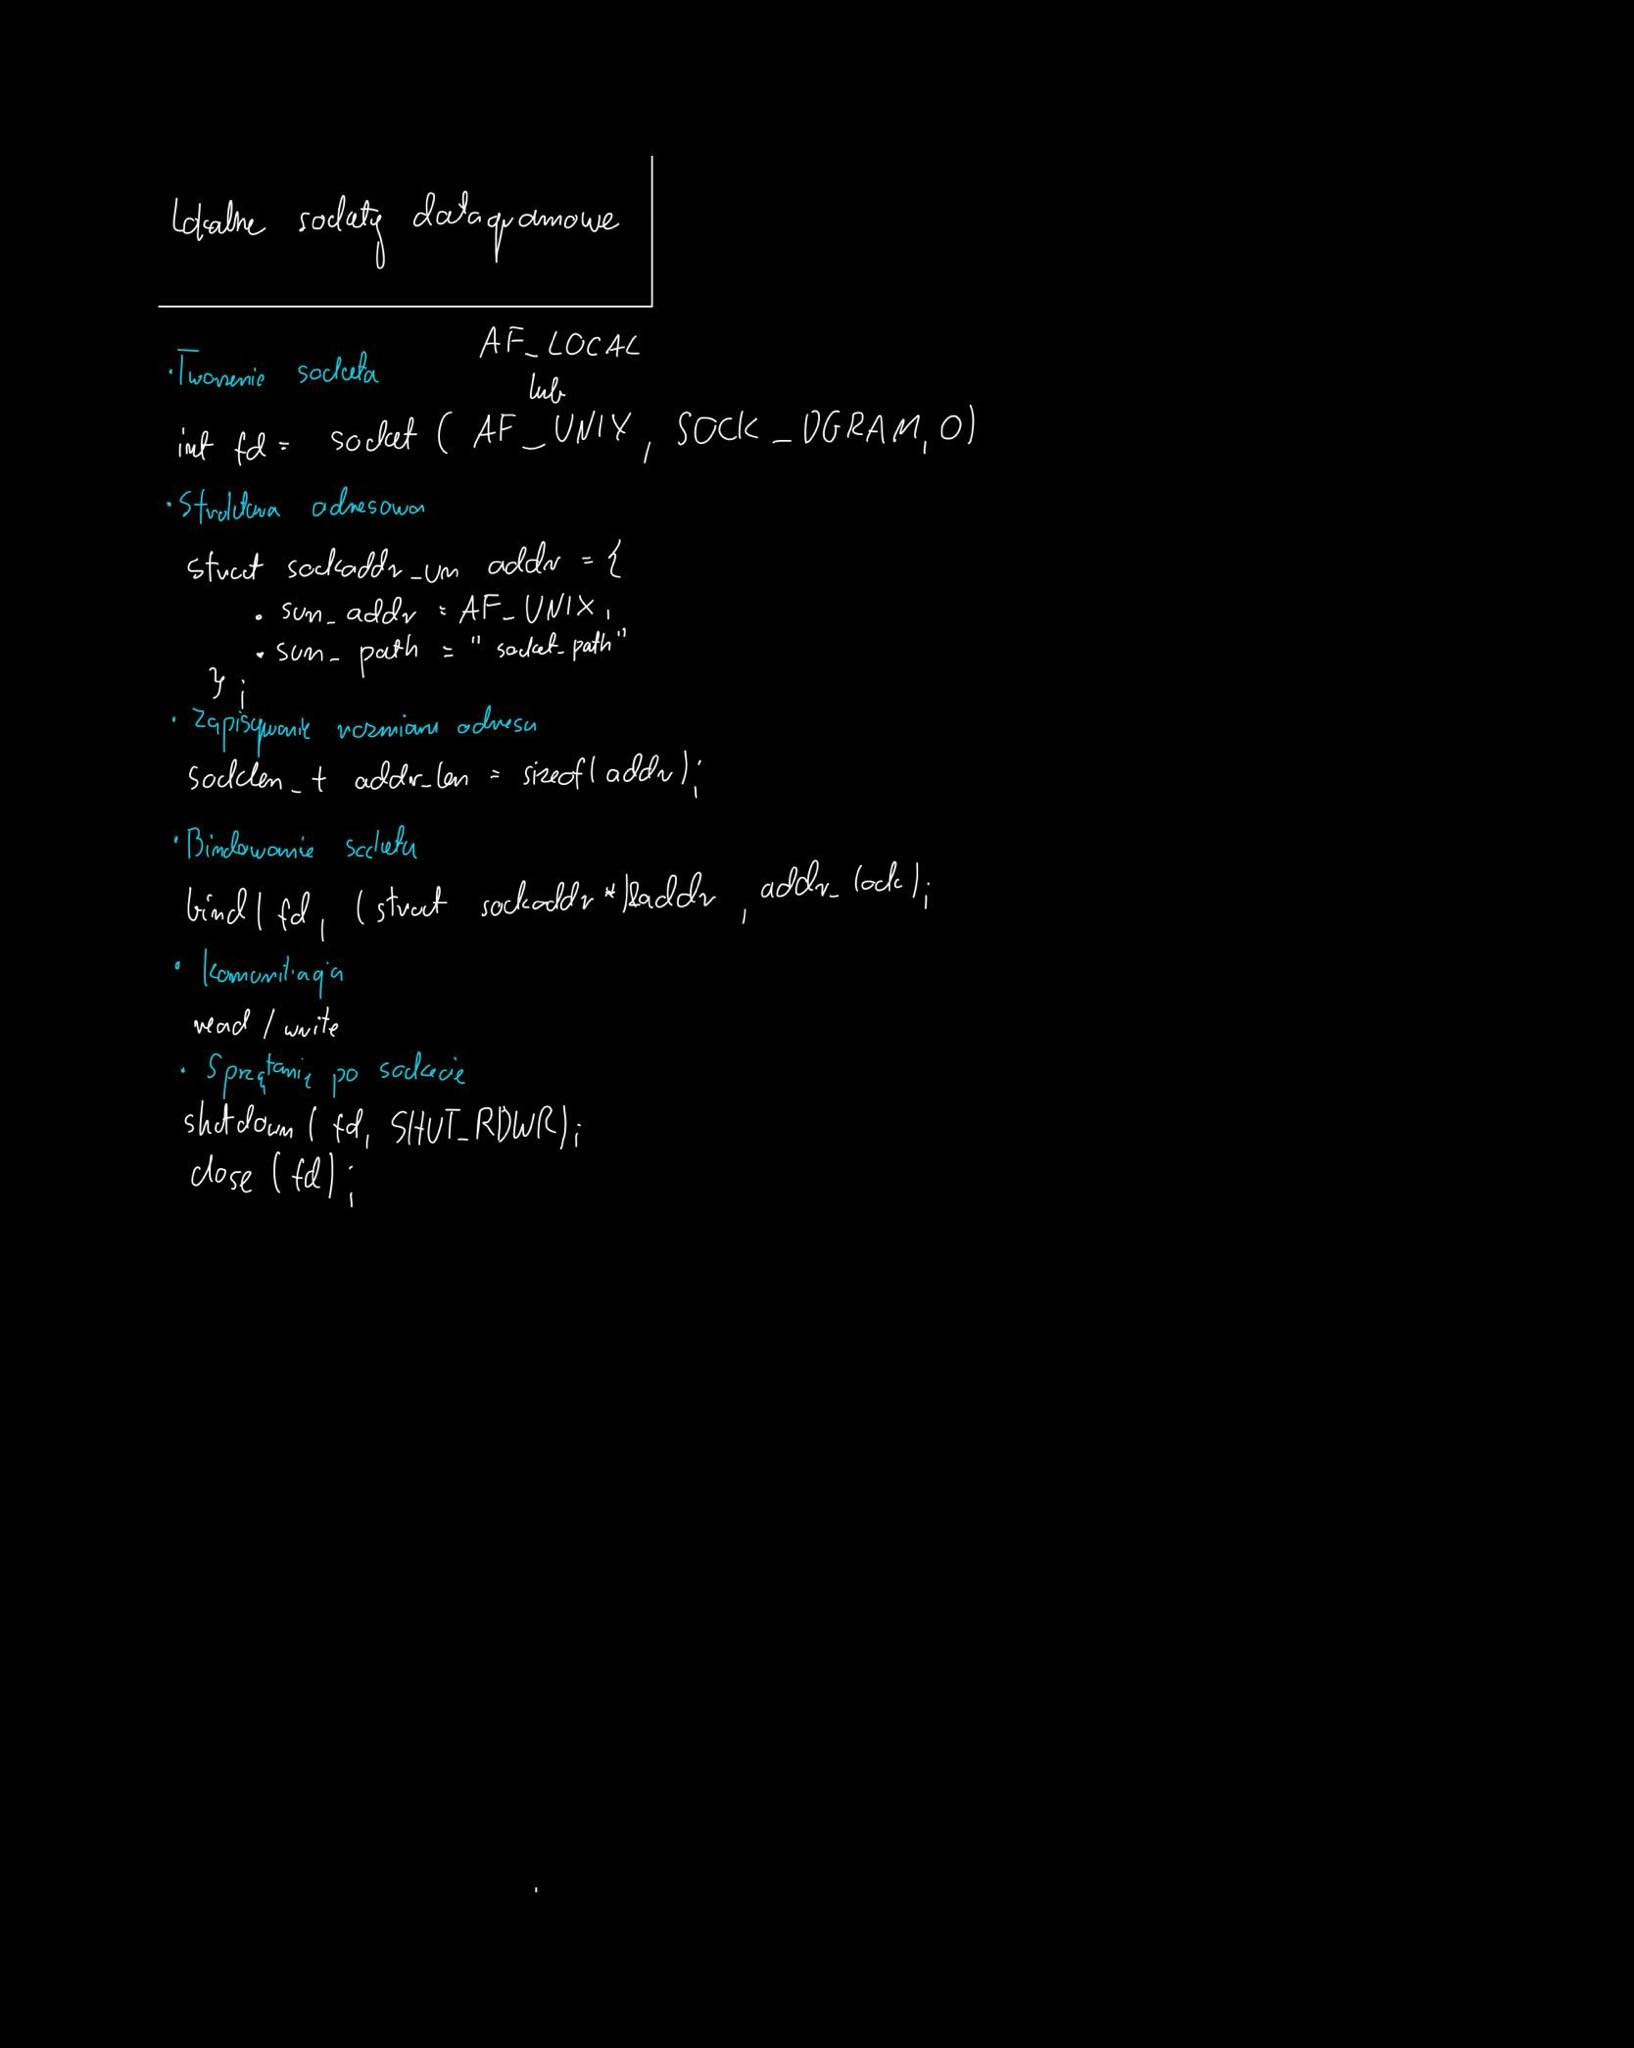 Lokalne sockety datagramowe
AF_LOCAL
• Tworzenie socketa
lub
int fd = socket ( AF_UNIX, SOCK_DGRAM, 0)
• Struktura adresowa
struct sockaddr_un addr = {
. sun_addr = AF_UNIX,
. sun_path = "socket_path"
};
• Zapisywanie rozmiaru adresu
socklen_t addr_len = sizeof(addr);
• Bindowanie socketu
bind( fd, (struct sockaddr *)&addr , addr_lock);
• Komunikacja
read / write
• Sprzątanie po sockecie
shutdown ( fd, SHUT_RDWR);
close (fd);